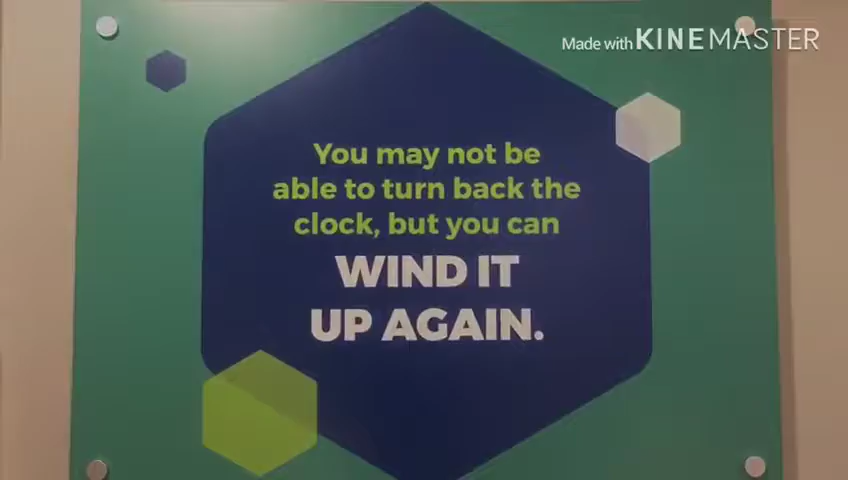 Made with KINEMASTER
You may not be
able to turn back the
clock, but you can
WIND IT
UP AGAIN.